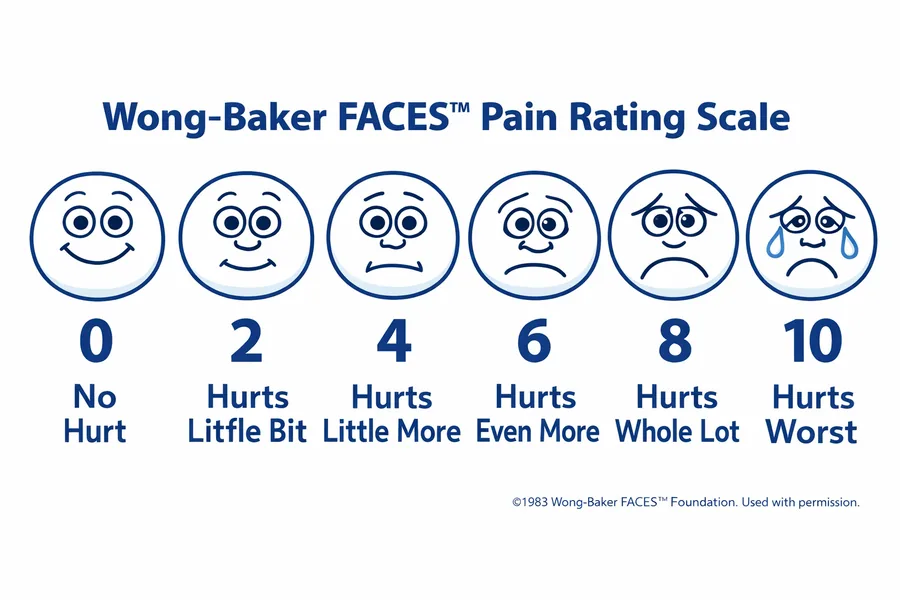 Wong-Baker FACES™ Pain Rating Scale
0 2 4 6 8 10
No Hurts Hurts Hurts Hurts Hurts
Hurt Litfle Bit Little More Even More Whole Lot Worst
©1983 Wong-Baker FACES™ Foundation. Used with permission.